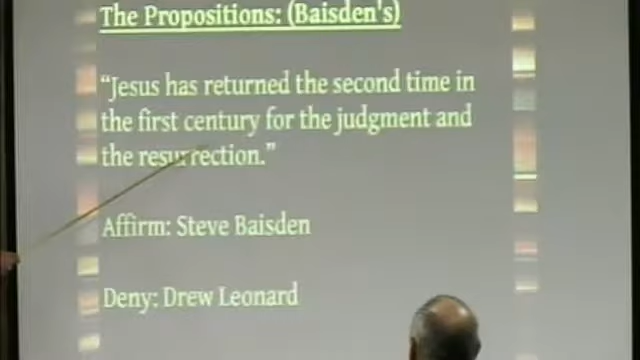 The Propositions: (Baisden's)
“Jesus has returned the second time in
the first century for the judgment and
the resurrection.”
Affirm: Steve Baisden
Deny: Drew Leonard